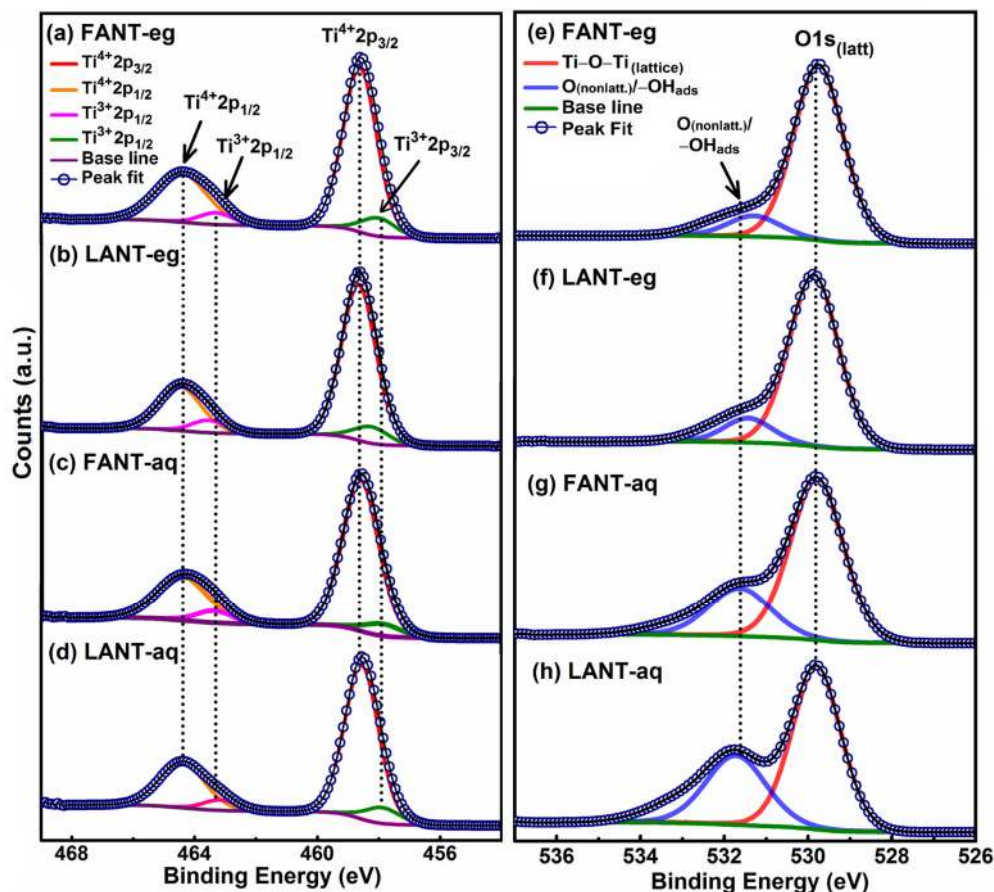 (a) FANT-eg
Ti⁴⁺2p₃/₂
Ti⁴⁺2p₁/₂
Ti³⁺2p₁/₂
Ti³⁺2p₁/₂
Base line
Peak fit
Ti⁴⁺2p₁/₂
Ti³⁺2p₁/₂
Ti⁴⁺2p₃/₂
Ti³⁺2p₃/₂
(b) LANT-eg
(c) FANT-aq
(d) LANT-aq
Counts (a.u.)
468 464 460 456
Binding Energy (eV)
(e) FANT-eg
Ti–O–Ti(lattice)
O(nonlatt.)/–OHads
Base line
Peak Fit
O1s(latt)
O(nonlatt.)/
–OHads
(f) LANT-eg
(g) FANT-aq
(h) LANT-aq
536 534 532 530 528 526
Binding Energy (eV)